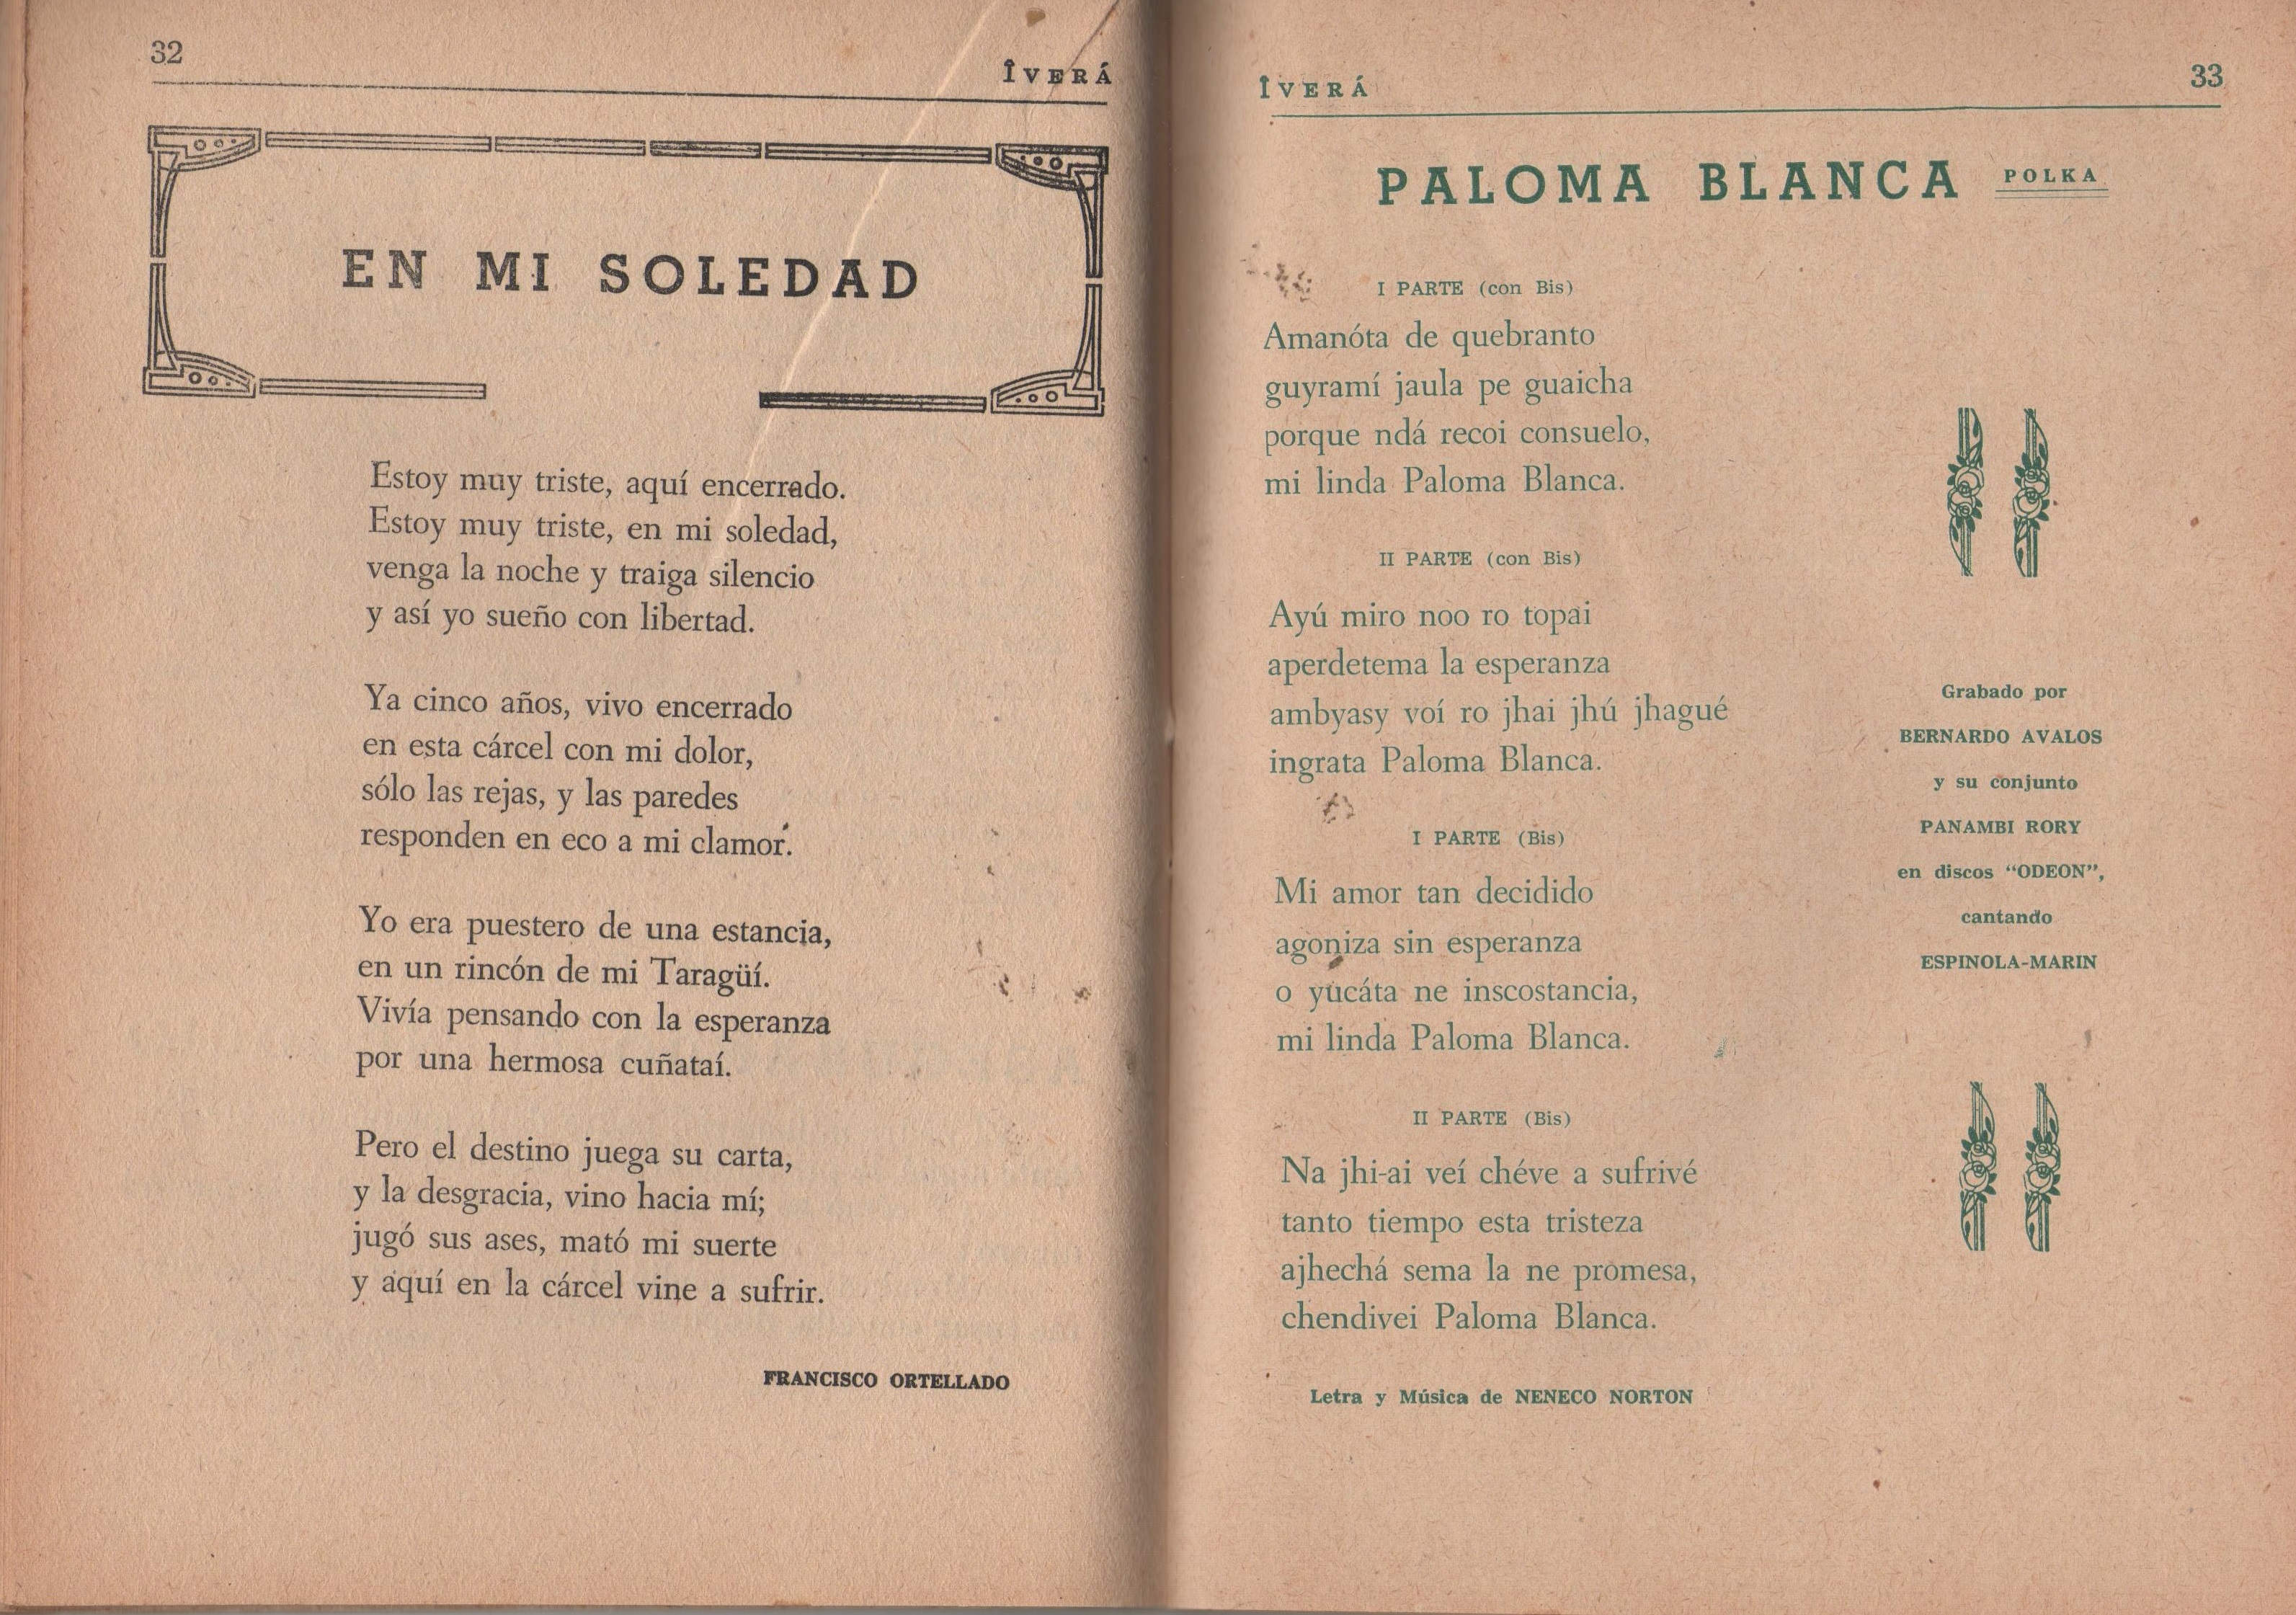 32
ÎVERÁ
EN MI SOLEDAD
Estoy muy triste, aquí encerrado.
Estoy muy triste, en mi soledad,
venga la noche y traiga silencio
y así yo sueño con libertad.
Ya cinco años, vivo encerrado
en esta cárcel con mi dolor,
sólo las rejas, y las paredes
responden en eco a mi clamor.
Yo era puestero de una estancia,
en un rincón de mi Taragüí.
Vivía pensando con la esperanza
por una hermosa cuñataí.
Pero el destino juega su carta,
y la desgracia, vino hacia mí;
jugó sus ases, mató mi suerte
y aquí en la cárcel vine a sufrir.
FRANCISCO ORTELLADO
ÎVERÁ
33
PALOMA BLANCA POLKA
I PARTE (con Bis)
Amanóta de quebranto
guyramí jaula pe guaicha
porque ndá recoi consuelo,
mi linda Paloma Blanca.
II PARTE (con Bis)
Ayú miro noo ro topai
aperdetema la esperanza
ambyasy voí ro jhai jhú jhagué
ingrata Paloma Blanca.
I PARTE (Bis)
Mi amor tan decidido
agoniza sin esperanza
o yucáta ne inscostancia,
mi linda Paloma Blanca.
II PARTE (Bis)
Na jhi-ai veí chéve a sufrivé
tanto tiempo esta tristeza
ajhechá sema la ne promesa,
chendivei Paloma Blanca.
Letra y Música de NENECO NORTON
Grabado por
BERNARDO AVALOS
y su conjunto
PANAMBI RORY
en discos “ODEON”,
cantando
ESPINOLA-MARIN